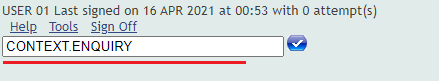 USER 01 Last signed on 16 APR 2021 at 00:53 with 0 attempt(s)
Help Tools Sign Off
CONTEXT.ENQUIRY